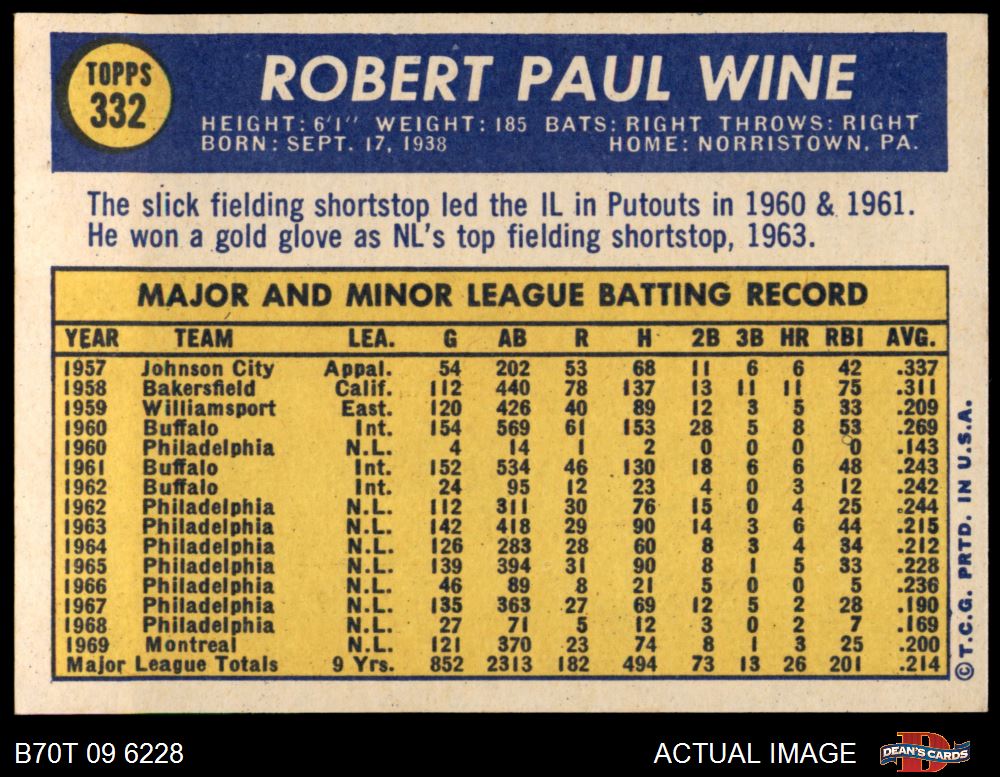 TOPPS
332
ROBERT PAUL WINE
HEIGHT: 6'1" WEIGHT: 185 BATS: RIGHT THROWS: RIGHT
BORN: SEPT. 17, 1938 HOME: NORRISTOWN, PA.
The slick fielding shortstop led the IL in Putouts in 1960 & 1961.
He won a gold glove as NL's top fielding shortstop, 1963.
MAJOR AND MINOR LEAGUE BATTING RECORD
YEAR TEAM LEA. G AB R H 2B 3B HR RBI AVG.
1957 Johnson City Appal. 54 202 53 68 11 6 6 42 .337
1958 Bakersfield Calif. 112 440 78 137 13 11 11 75 .311
1959 Williamsport East. 120 426 40 89 12 3 5 33 .209
1960 Buffalo Int. 154 569 61 153 28 5 8 53 .269
1960 Philadelphia N.L. 4 14 1 2 0 0 0 0 .143
1961 Buffalo Int. 152 534 46 130 18 6 6 48 .243
1962 Buffalo Int. 24 95 12 23 4 0 3 12 .242
1962 Philadelphia N.L. 112 311 30 76 15 0 4 25 .244
1963 Philadelphia N.L. 142 418 29 90 14 3 6 44 .215
1964 Philadelphia N.L. 126 283 28 60 8 3 4 34 .212
1965 Philadelphia N.L. 139 394 31 90 8 1 5 33 .228
1966 Philadelphia N.L. 46 89 8 21 5 0 0 5 .236
1967 Philadelphia N.L. 135 363 27 69 12 5 2 28 .190
1968 Philadelphia N.L. 27 71 5 12 3 0 2 7 .169
1969 Montreal N.L. 121 370 23 74 8 1 3 25 .200
Major League Totals 9 Yrs. 852 2313 182 494 73 13 26 201 .214
©T.C.G. PRTD. IN U.S.A.
B70T 09 6228 ACTUAL IMAGE
D
DEAN'S CARDS